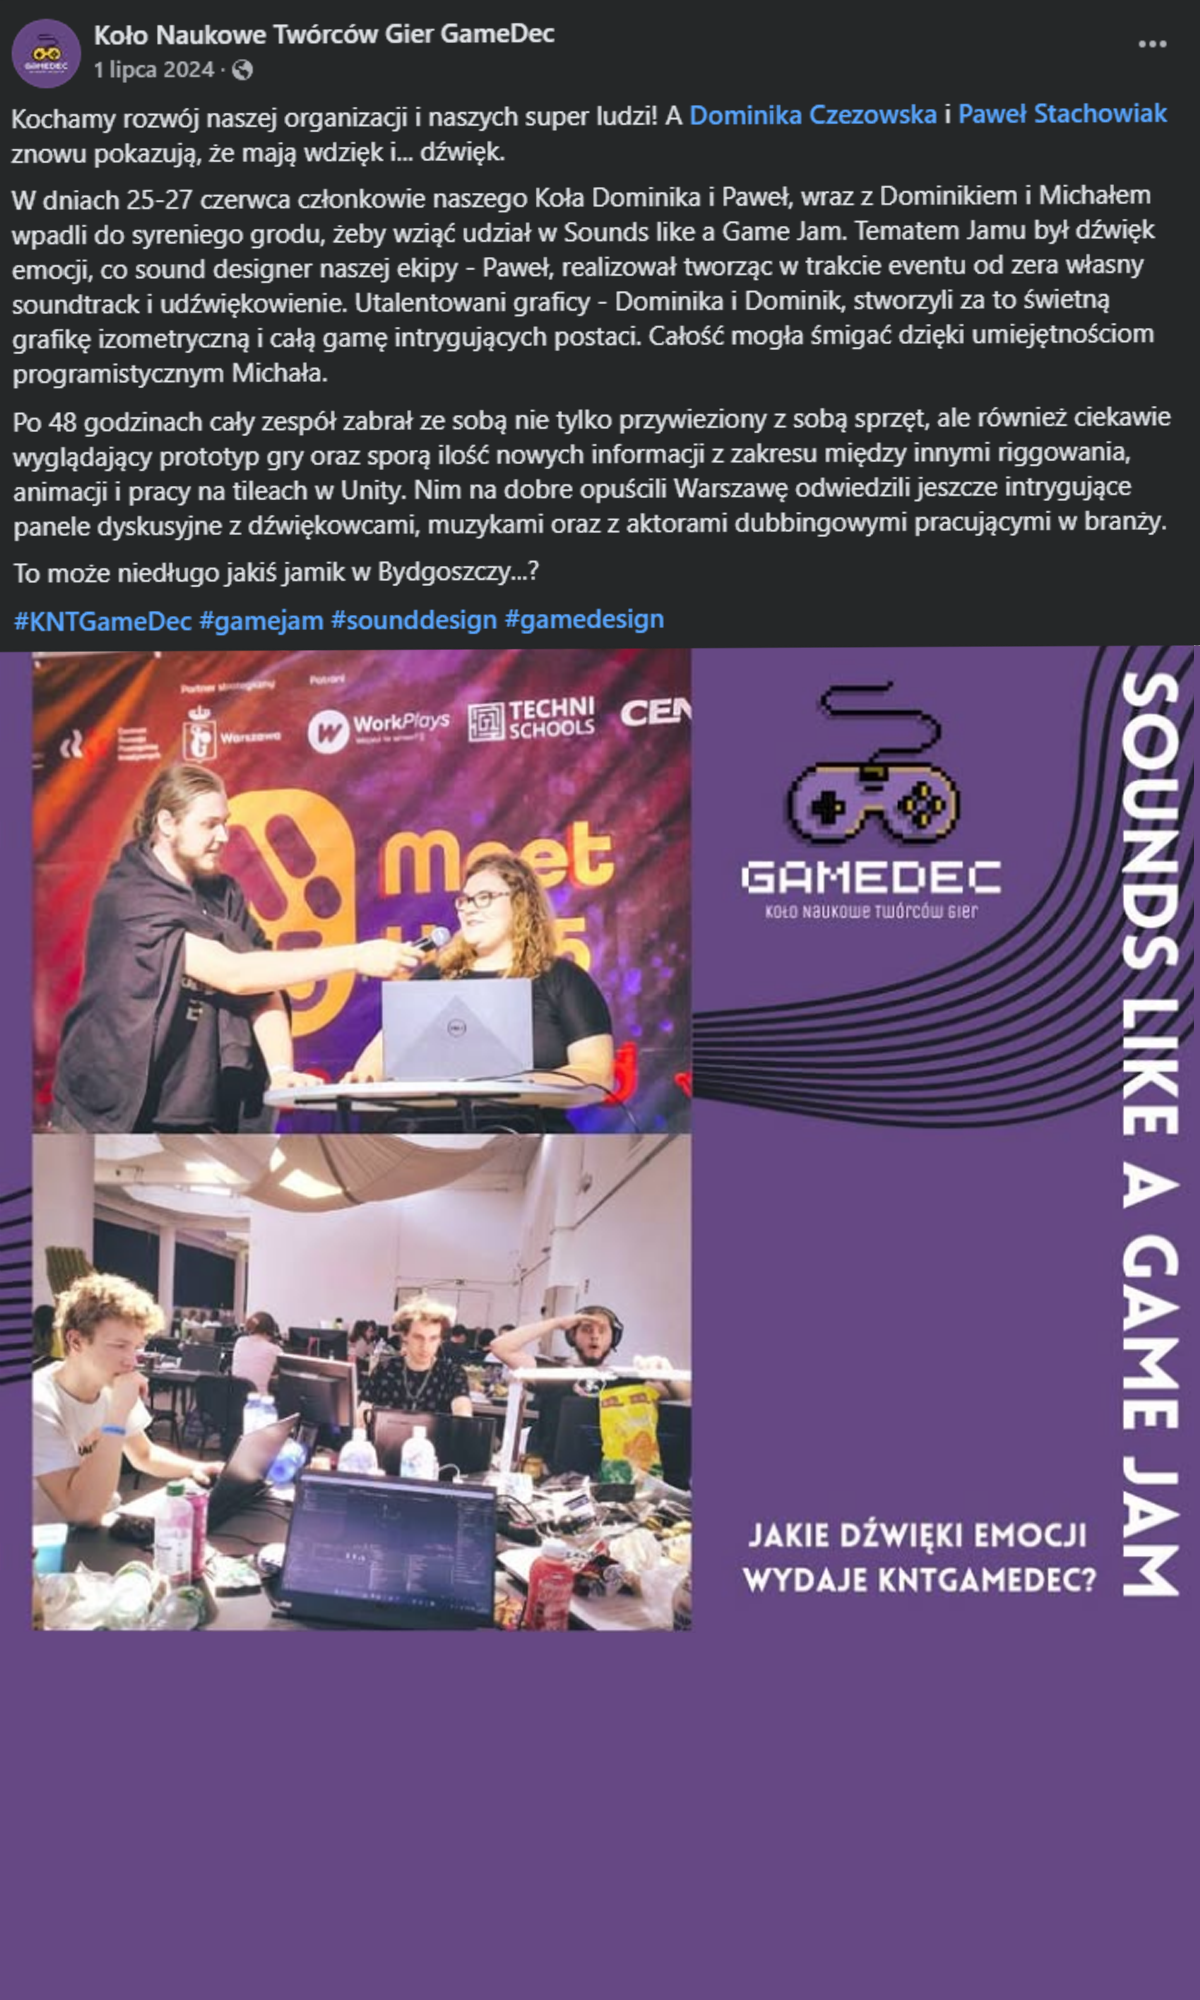 Koło Naukowe Twórców Gier GameDec
1 lipca 2024 ·
Kochamy rozwój naszej organizacji i naszych super ludzi! A Dominika Czezowska i Paweł Stachowiak
znowu pokazują, że mają wdzięk i... dźwięk.
W dniach 25-27 czerwca członkowie naszego Koła Dominika i Paweł, wraz z Dominikiem i Michałem
wpadli do syreniego grodu, żeby wziąć udział w Sounds like a Game Jam. Tematem Jamu był dźwięk
emocji, co sound designer naszej ekipy - Paweł, realizował tworząc w trakcie eventu od zera własny
soundtrack i udźwiękowienie. Utalentowani graficy - Dominika i Dominik, stworzyli za to świetną
grafikę izometryczną i całą gamę intrygujących postaci. Całość mogła śmigać dzięki umiejętnościom
programistycznym Michała.
Po 48 godzinach cały zespół zabrał ze sobą nie tylko przywieziony z sobą sprzęt, ale również ciekawie
wyglądający prototyp gry oraz sporą ilość nowych informacji z zakresu między innymi riggowania,
animacji i pracy na tileach w Unity. Nim na dobre opuścili Warszawę odwiedzili jeszcze intrygujące
panele dyskusyjne z dźwiękowcami, muzykami oraz z aktorami dubbingowymi pracującymi w branży.
To może niedługo jakiś jamik w Bydgoszczy...?
#KNTGameDec #gamejam #sounddesign #gamedesign
Partner strategiczny
Patroni
Warszawa
WorkPlays
TECHNI
SCHOOLS
CEN
meet
5
GAMEDEC
Koło Naukowe Twórców Gier
SOUNDS LIKE A GAME JAM
DELL
JAKIE DŹWIĘKI EMOCJI
WYDAJE KNTGAMEDEC?